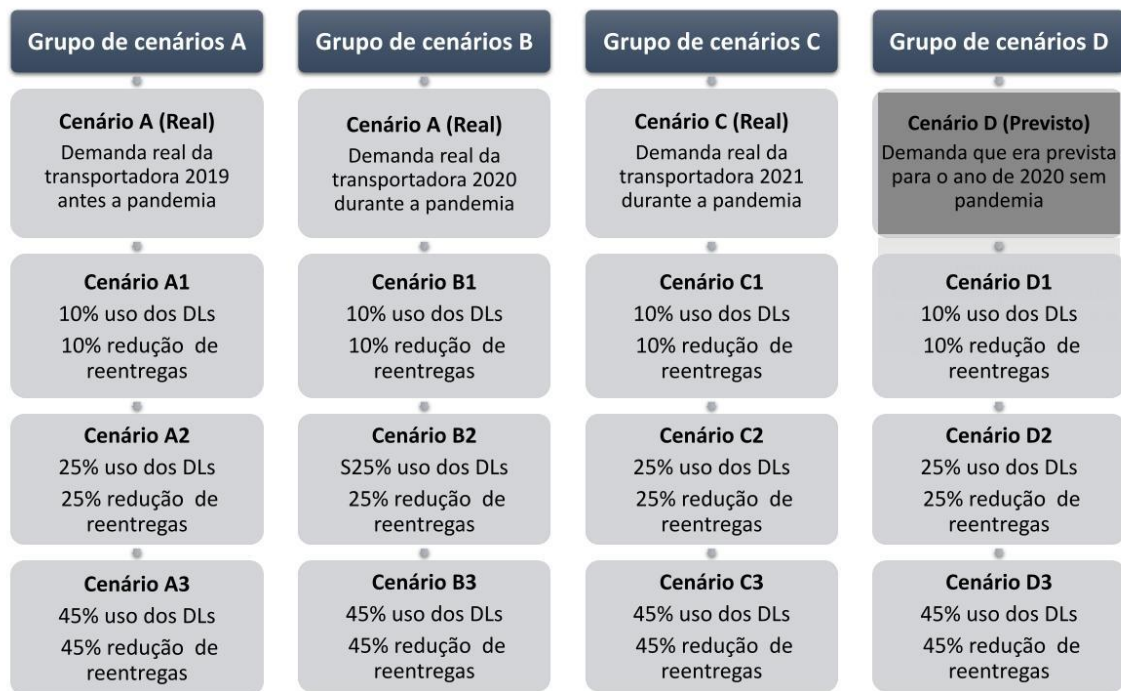 Grupo de cenários A
Cenário A (Real)
Demanda real da
transportadora 2019
antes a pandemia
Cenário A1
10% uso dos DLs
10% redução de
reentregas
Cenário A2
25% uso dos DLs
25% redução de
reentregas
Cenário A3
45% uso dos DLs
45% redução de
reentregas
Grupo de cenários B
Cenário A (Real)
Demanda real da
transportadora 2020
durante a pandemia
Cenário B1
10% uso dos DLs
10% redução de
reentregas
Cenário B2
S25% uso dos DLs
25% redução de
reentregas
Cenário B3
45% uso dos DLs
45% redução de
reentregas
Grupo de cenários C
Cenário C (Real)
Demanda real da
transportadora 2021
durante a pandemia
Cenário C1
10% uso dos DLs
10% redução de
reentregas
Cenário C2
25% uso dos DLs
25% redução de
reentregas
Cenário C3
45% uso dos DLs
45% redução de
reentregas
Grupo de cenários D
Cenário D (Previsto)
Demanda que era prevista
para o ano de 2020 sem
pandemia
Cenário D1
10% uso dos DLs
10% redução de
reentregas
Cenário D2
25% uso dos DLs
25% redução de
reentregas
Cenário D3
45% uso dos DLs
45% redução de
reentregas